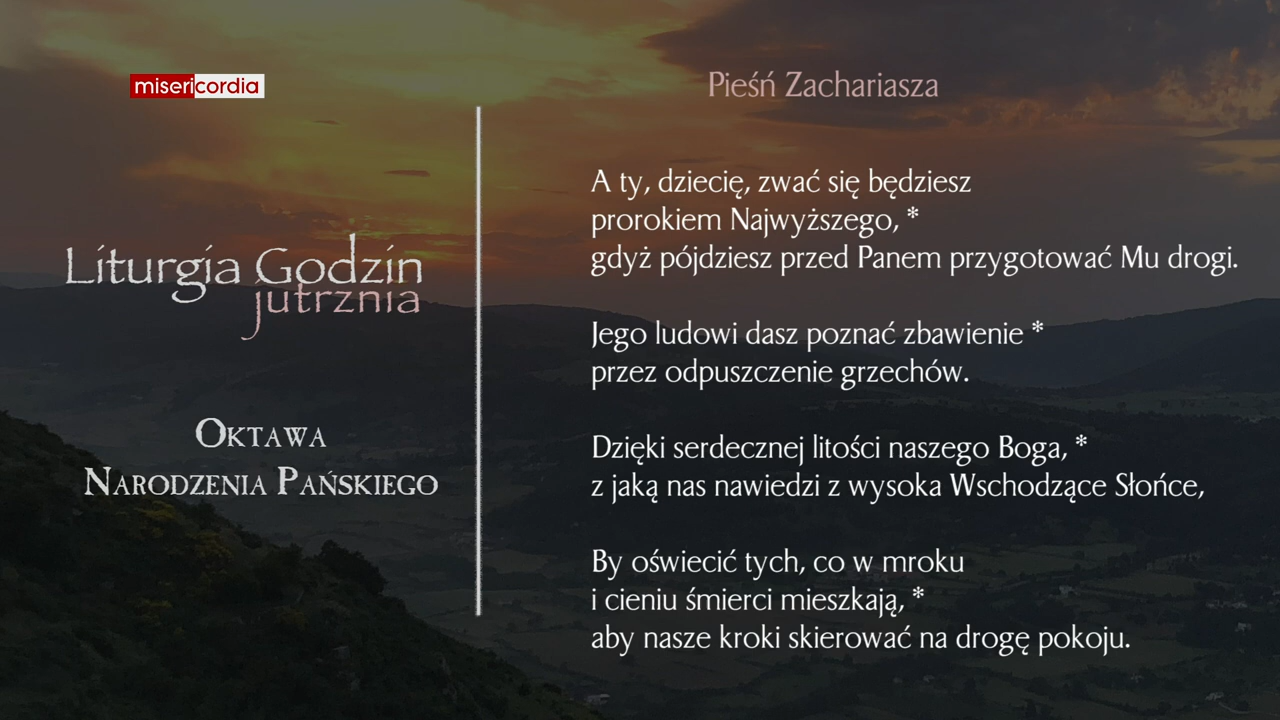 misericordia
Liturgia Godzin
jutrznia
Oktawa
Narodzenia Pańskiego
Pieśń Zachariasza
A ty, dziecię, zwać się będziesz
prorokiem Najwyższego, *
gdyż pójdziesz przed Panem przygotować Mu drogi.
Jego ludowi dasz poznać zbawienie *
przez odpuszczenie grzechów.
Dzięki serdecznej litości naszego Boga, *
z jaką nas nawiedzi z wysoka Wschodzące Słońce,
By oświecić tych, co w mroku
i cieniu śmierci mieszkają, *
aby nasze kroki skierować na drogę pokoju.